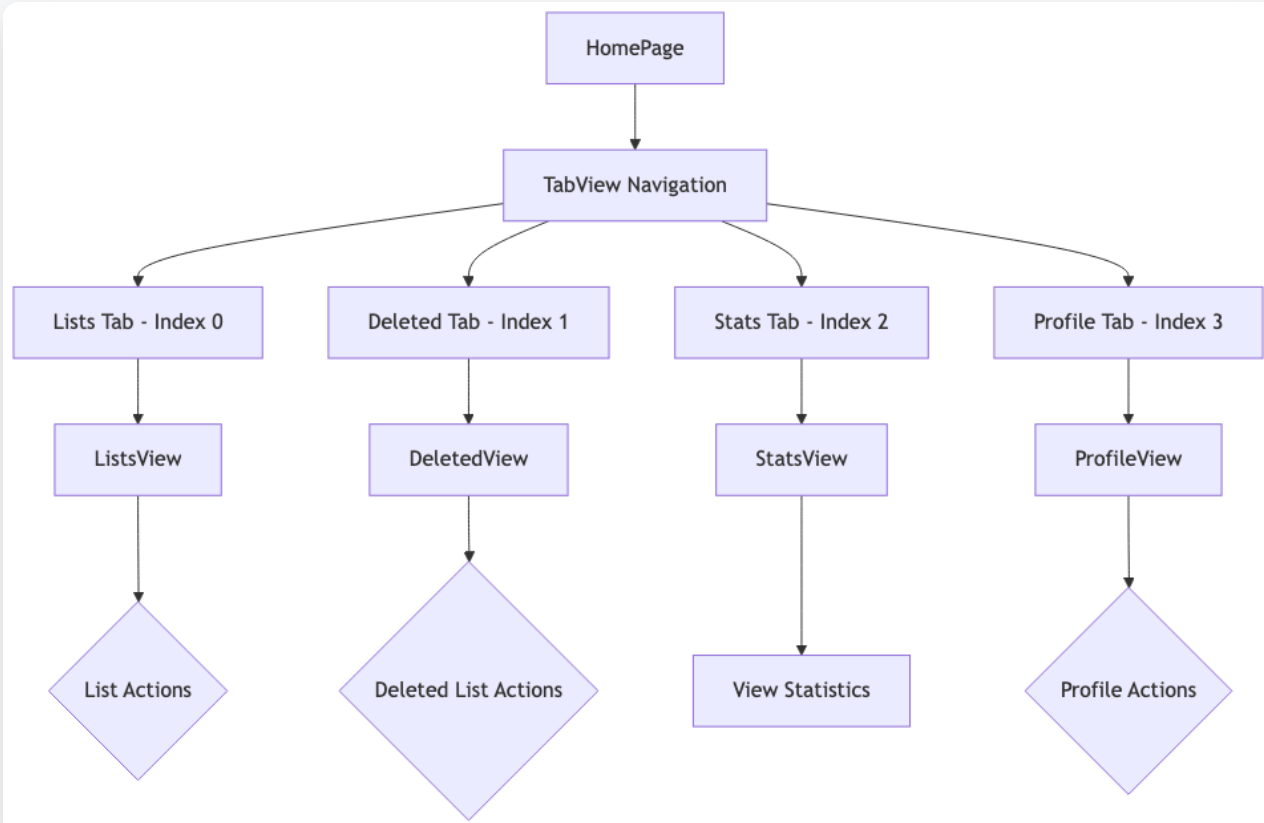 HomePage
TabView Navigation
Lists Tab - Index 0
Deleted Tab - Index 1
Stats Tab - Index 2
Profile Tab - Index 3
ListsView
DeletedView
StatsView
ProfileView
List Actions
Deleted List Actions
View Statistics
Profile Actions